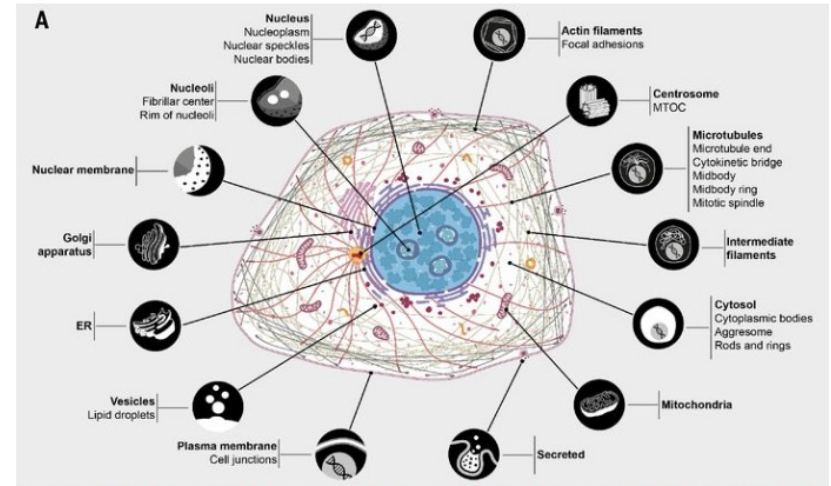 A
Nucleus
Nucleoplasm
Nuclear speckles
Nuclear bodies
Actin filaments
Focal adhesions
Nucleoli
Fibrillar center
Rim of nucleoli
Centrosome
MTOC
Nuclear membrane
Microtubules
Microtubule end
Cytokinetic bridge
Midbody
Midbody ring
Mitotic spindle
Golgi
apparatus
Intermediate
filaments
ER
Cytosol
Cytoplasmic bodies
Aggresome
Rods and rings
Vesicles
Lipid droplets
Mitochondria
Plasma membrane
Cell junctions
Secreted